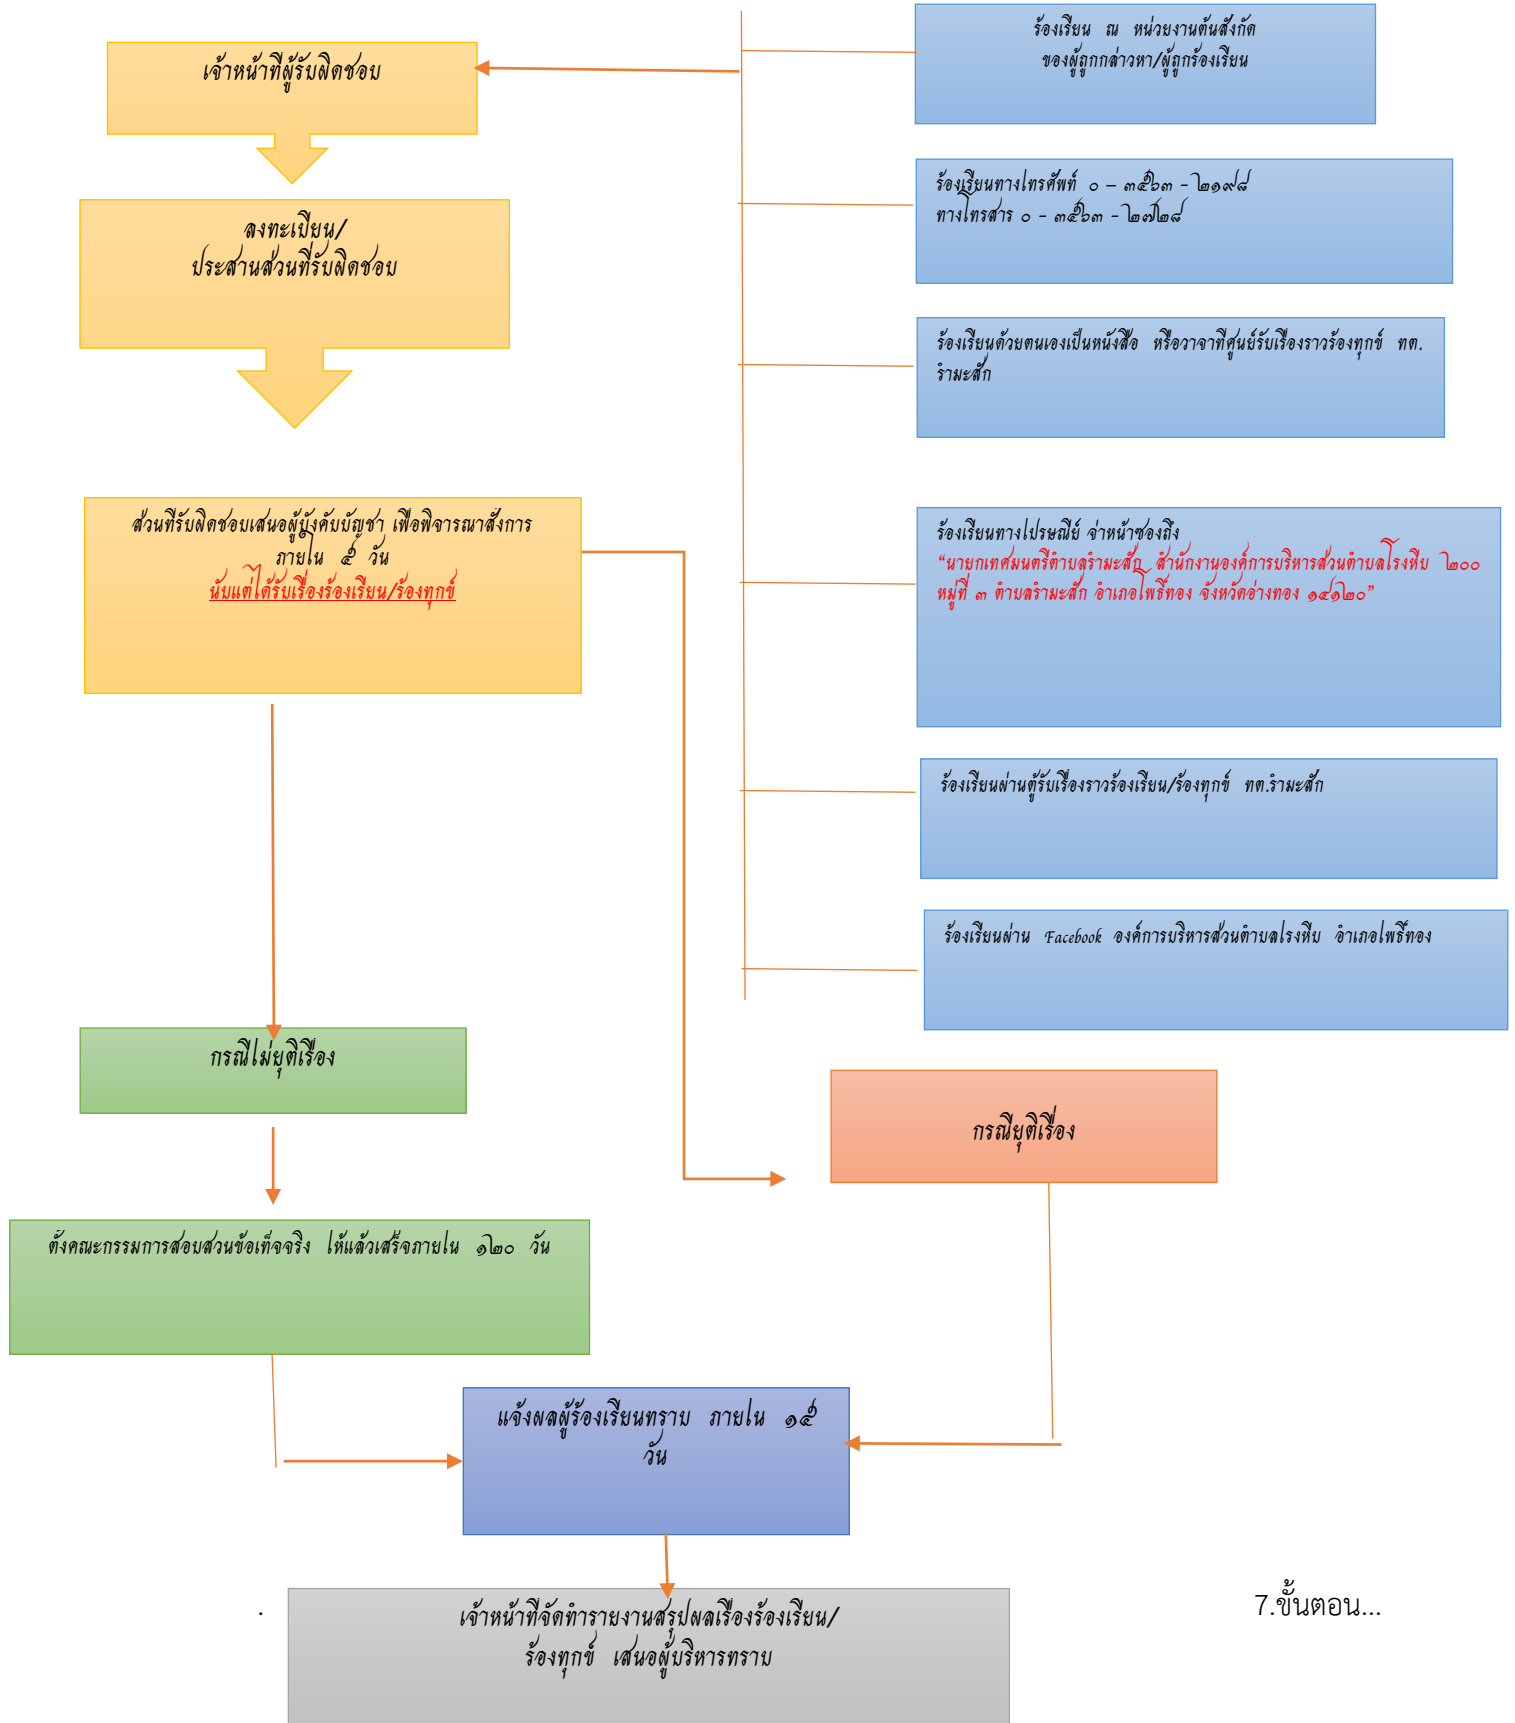 เจ้าหน้าที่ผู้รับผิดชอบ
ลงทะเบียน/
ประสานส่วนที่รับผิดชอบ
ส่วนที่รับผิดชอบเสนอผู้บังคับบัญชา เพื่อพิจารณาสั่งการ
ภายใน ๕ วัน
นับแต่ได้รับเรื่องร้องเรียน/ร้องทุกข์
ร้องเรียน ณ หน่วยงานต้นสังกัด
ของผู้ถูกกล่าวหา/ผู้ถูกร้องเรียน
ร้องเรียนทางโทรศัพท์ ๐ – ๓๕๖๓ - ๒๑๙๘
ทางโทรสาร ๐ - ๓๕๖๓ - ๒๗๒๘
ร้องเรียนด้วยตนเองเป็นหนังสือ หรือวาจาที่ศูนย์รับเรื่องราวร้องทุกข์ ทต.
รำมะสัก
ร้องเรียนทางไปรษณีย์ จ่าหน้าซองถึง
“นายกเทศมนตรีตำบลรำมะสัก สำนักงานองค์การบริหารส่วนตำบลโรงหีบ ๒๐๐
หมู่ที่ ๓ ตำบลรำมะสัก อำเภอโพธิ์ทอง จังหวัดอ่างทอง ๑๔๑๒๐”
ร้องเรียนผ่านตู้รับเรื่องราวร้องเรียน/ร้องทุกข์ ทต.รำมะสัก
ร้องเรียนผ่าน Facebook องค์การบริหารส่วนตำบลโรงหีบ อำเภอโพธิ์ทอง
กรณีไม่ยุติเรื่อง
กรณียุติเรื่อง
ตั้งคณะกรรมการสอบสวนข้อเท็จจริง ให้แล้วเสร็จภายใน ๑๒๐ วัน
แจ้งผลผู้ร้องเรียนทราบ ภายใน ๑๕
วัน
.
7.ขั้นตอน...
เจ้าหน้าที่จัดทำรายงานสรุปผลเรื่องร้องเรียน/
ร้องทุกข์ เสนอผู้บริหารทราบ